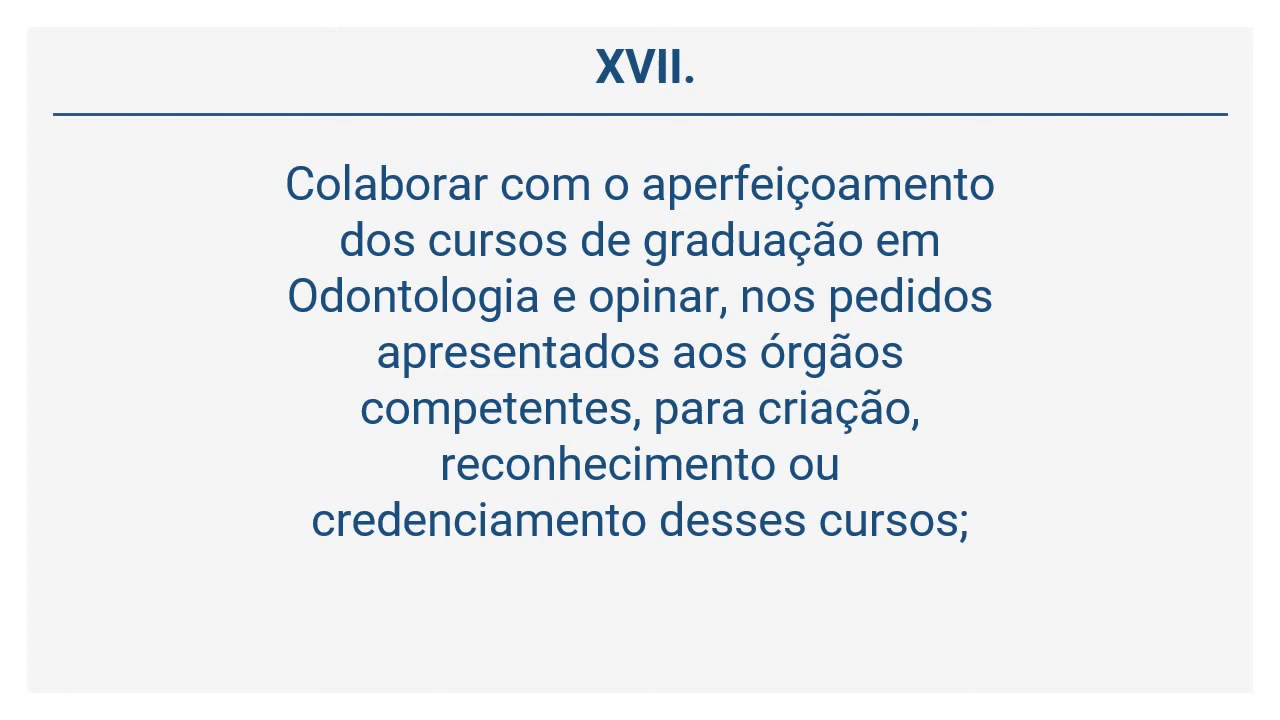 XVII.
Colaborar com o aperfeiçoamento
dos cursos de graduação em
Odontologia e opinar, nos pedidos
apresentados aos órgãos
competentes, para criação,
reconhecimento ou
credenciamento desses cursos;